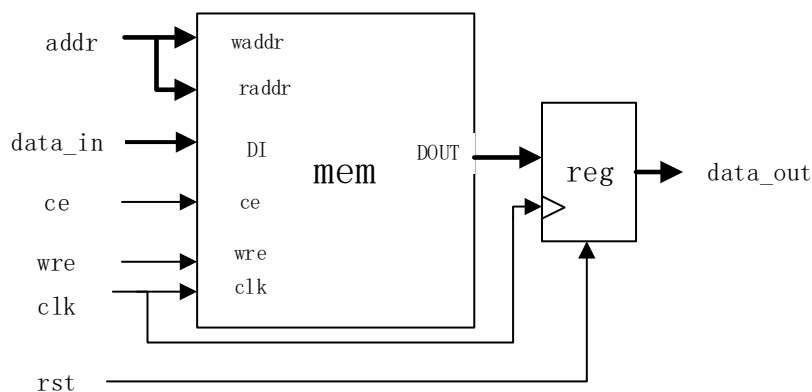 addr
waddr
raddr
data_in
DI
mem
DOUT
reg
data_out
ce
ce
wre
wre
clk
clk
rst